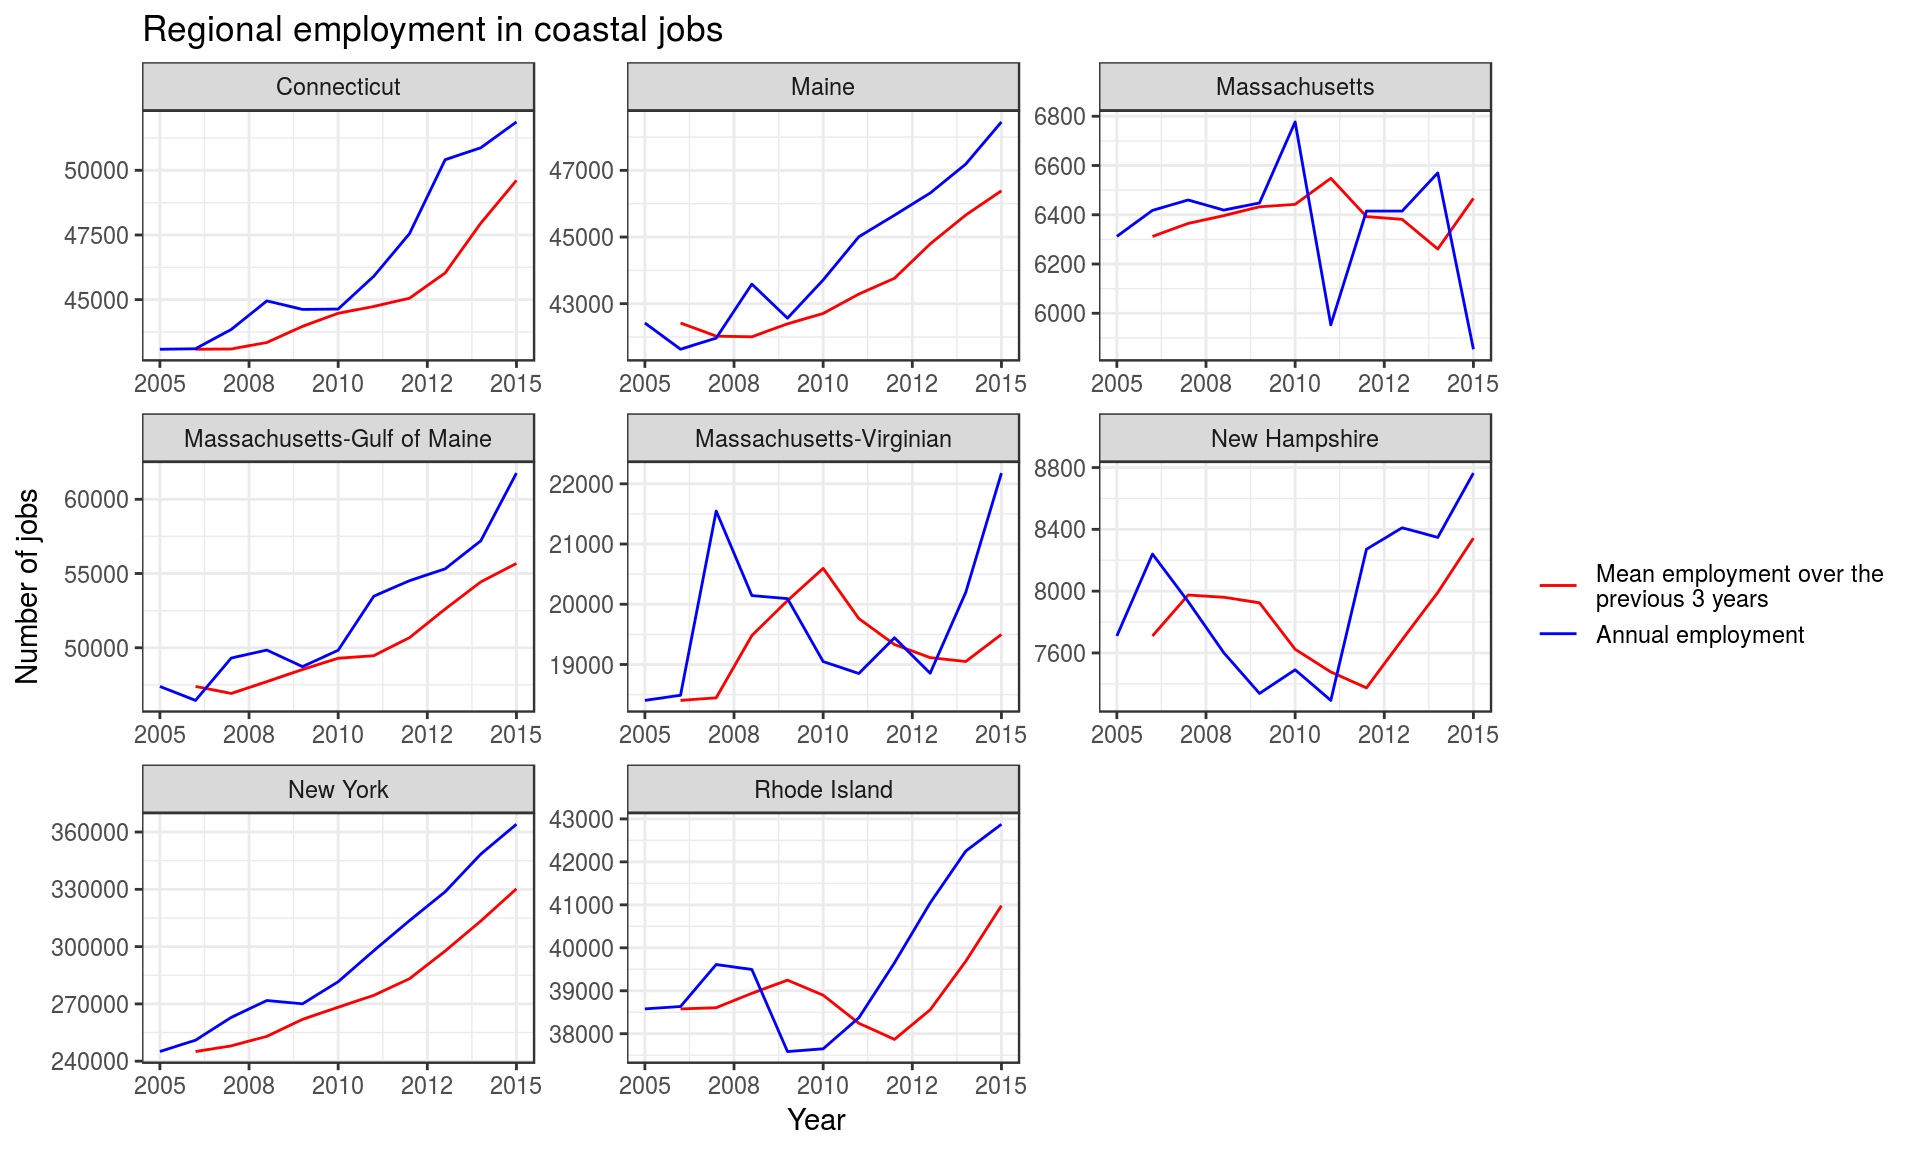 Regional employment in coastal jobs
Connecticut
Maine
Massachusetts
50000
47500
45000
47000
45000
43000
6800
6600
6400
6200
6000
2005 2008 2010 2012 2015
2005 2008 2010 2012 2015
2005 2008 2010 2012 2015
Massachusetts-Gulf of Maine
Massachusetts-Virginian
New Hampshire
60000
55000
50000
22000
21000
20000
19000
8800
8400
8000
7600
2005 2008 2010 2012 2015
2005 2008 2010 2012 2015
2005 2008 2010 2012 2015
New York
Rhode Island
360000
330000
300000
270000
240000
43000
42000
41000
40000
39000
38000
2005 2008 2010 2012 2015
2005 2008 2010 2012 2015
Number of jobs
Year
Mean employment over the
previous 3 years
Annual employment